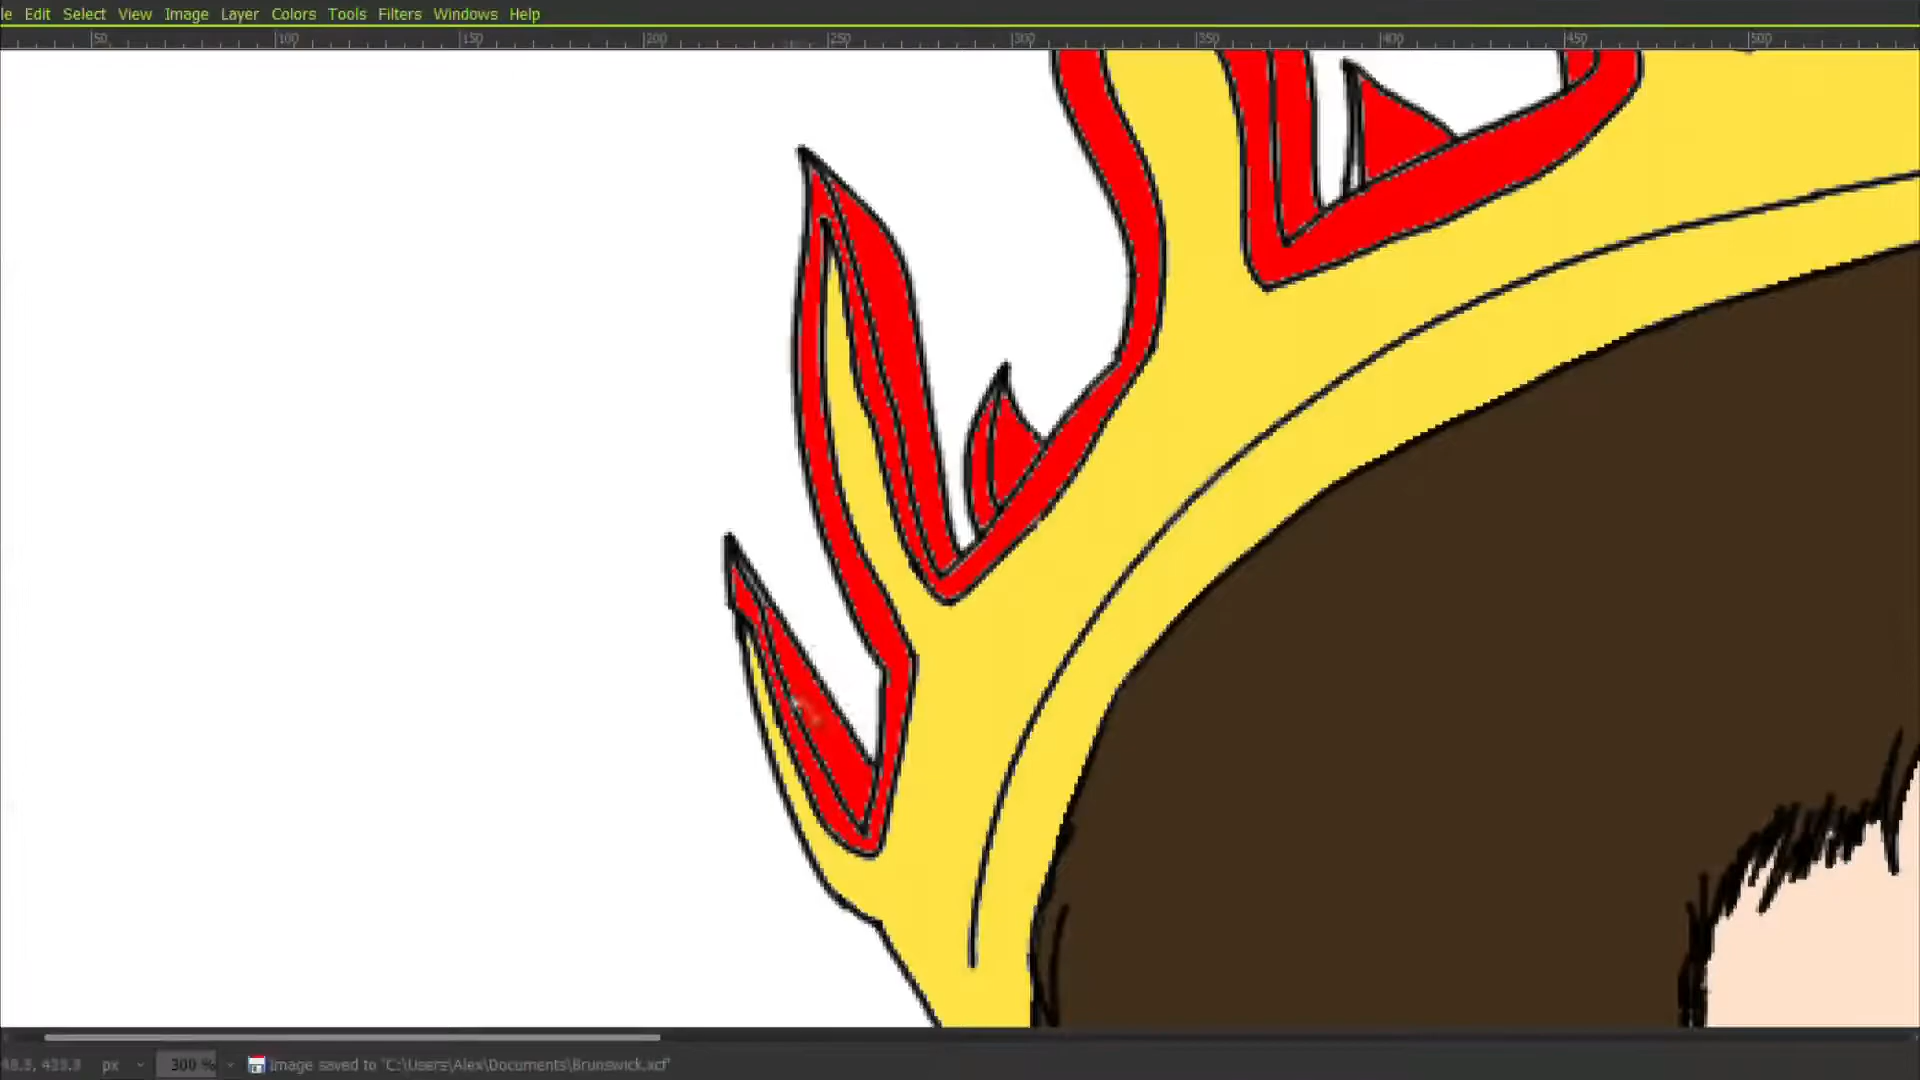 le Edit Select View Image Layer Colors Tools Filters Windows Help
50 100 150 200 250 300 350 400 450 500
px 300 % Image saved to "C:\Users\Alex\Documents\Brunswick.xcf"